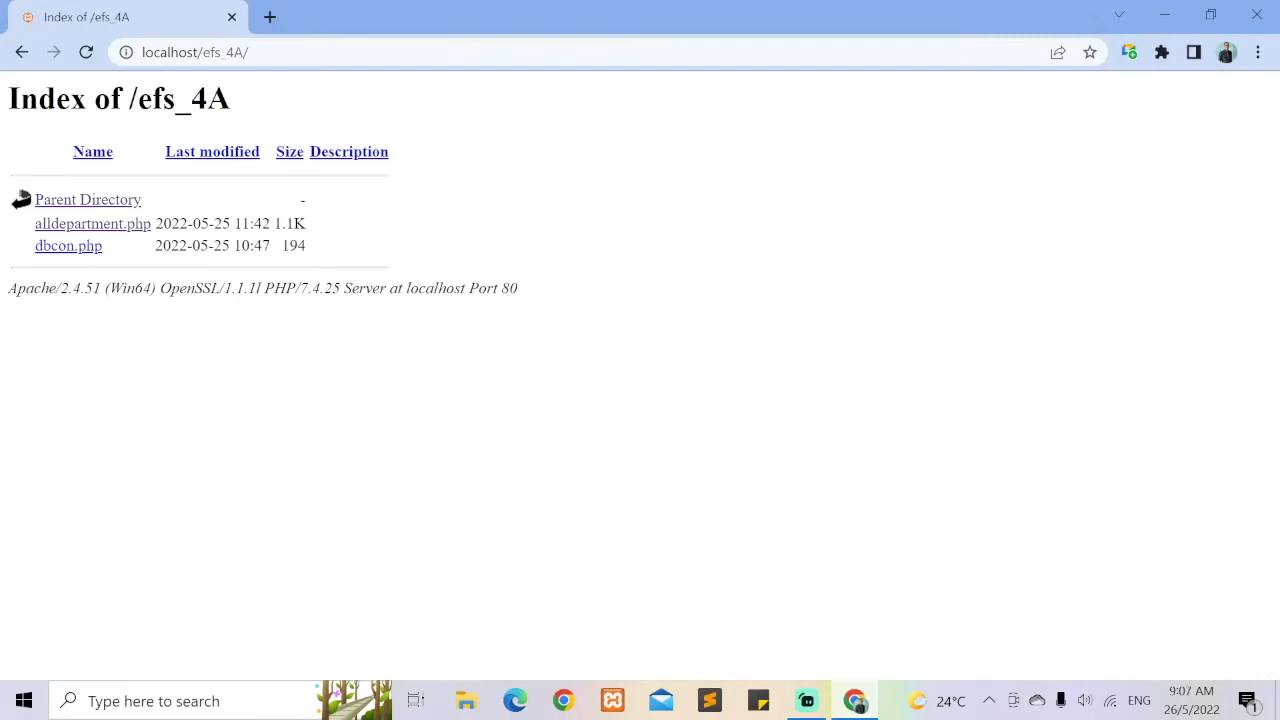 Index of /efs_4A
localhost/efs_4A/
Index of /efs_4A
Name Last modified Size Description
Parent Directory -
alldepartment.php 2022-05-25 11:42 1.1K
dbcon.php 2022-05-25 10:47 194
Apache/2.4.51 (Win64) OpenSSL/1.1.1l PHP/7.4.25 Server at localhost Port 80
Type here to search
24°C
ENG
9:07 AM
26/5/2022
1